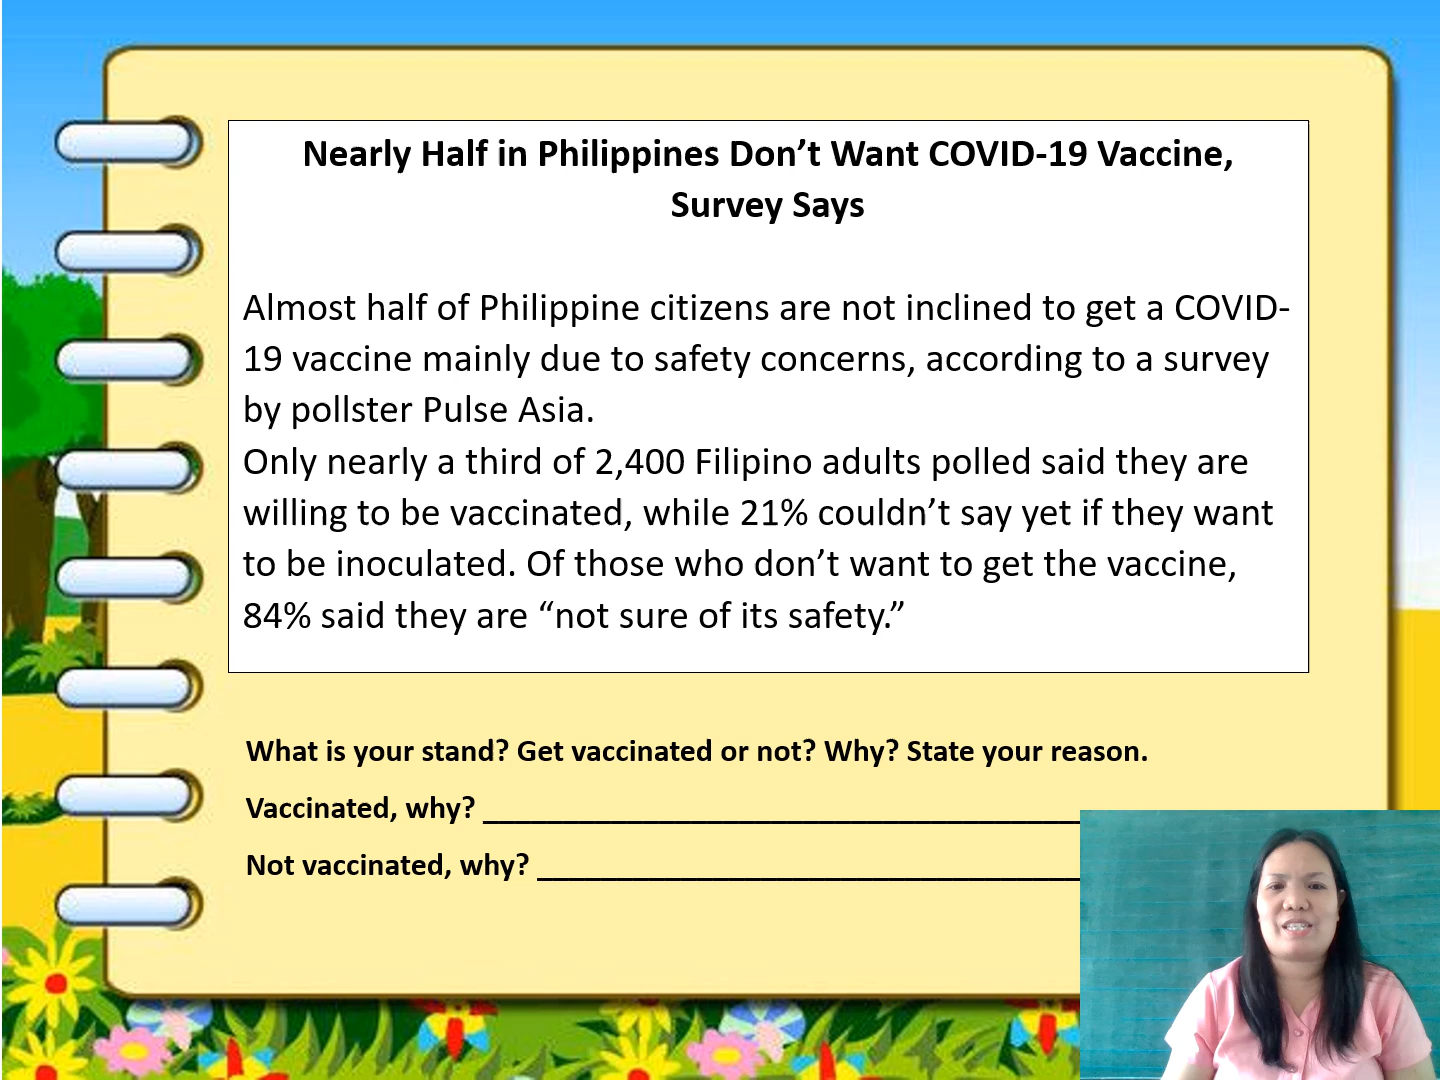 Nearly Half in Philippines Don’t Want COVID-19 Vaccine,
Survey Says
Almost half of Philippine citizens are not inclined to get a COVID-
19 vaccine mainly due to safety concerns, according to a survey
by pollster Pulse Asia.
Only nearly a third of 2,400 Filipino adults polled said they are
willing to be vaccinated, while 21% couldn’t say yet if they want
to be inoculated. Of those who don’t want to get the vaccine,
84% said they are “not sure of its safety.”
What is your stand? Get vaccinated or not? Why? State your reason.
Vaccinated, why? ______________________________________
Not vaccinated, why? ___________________________________